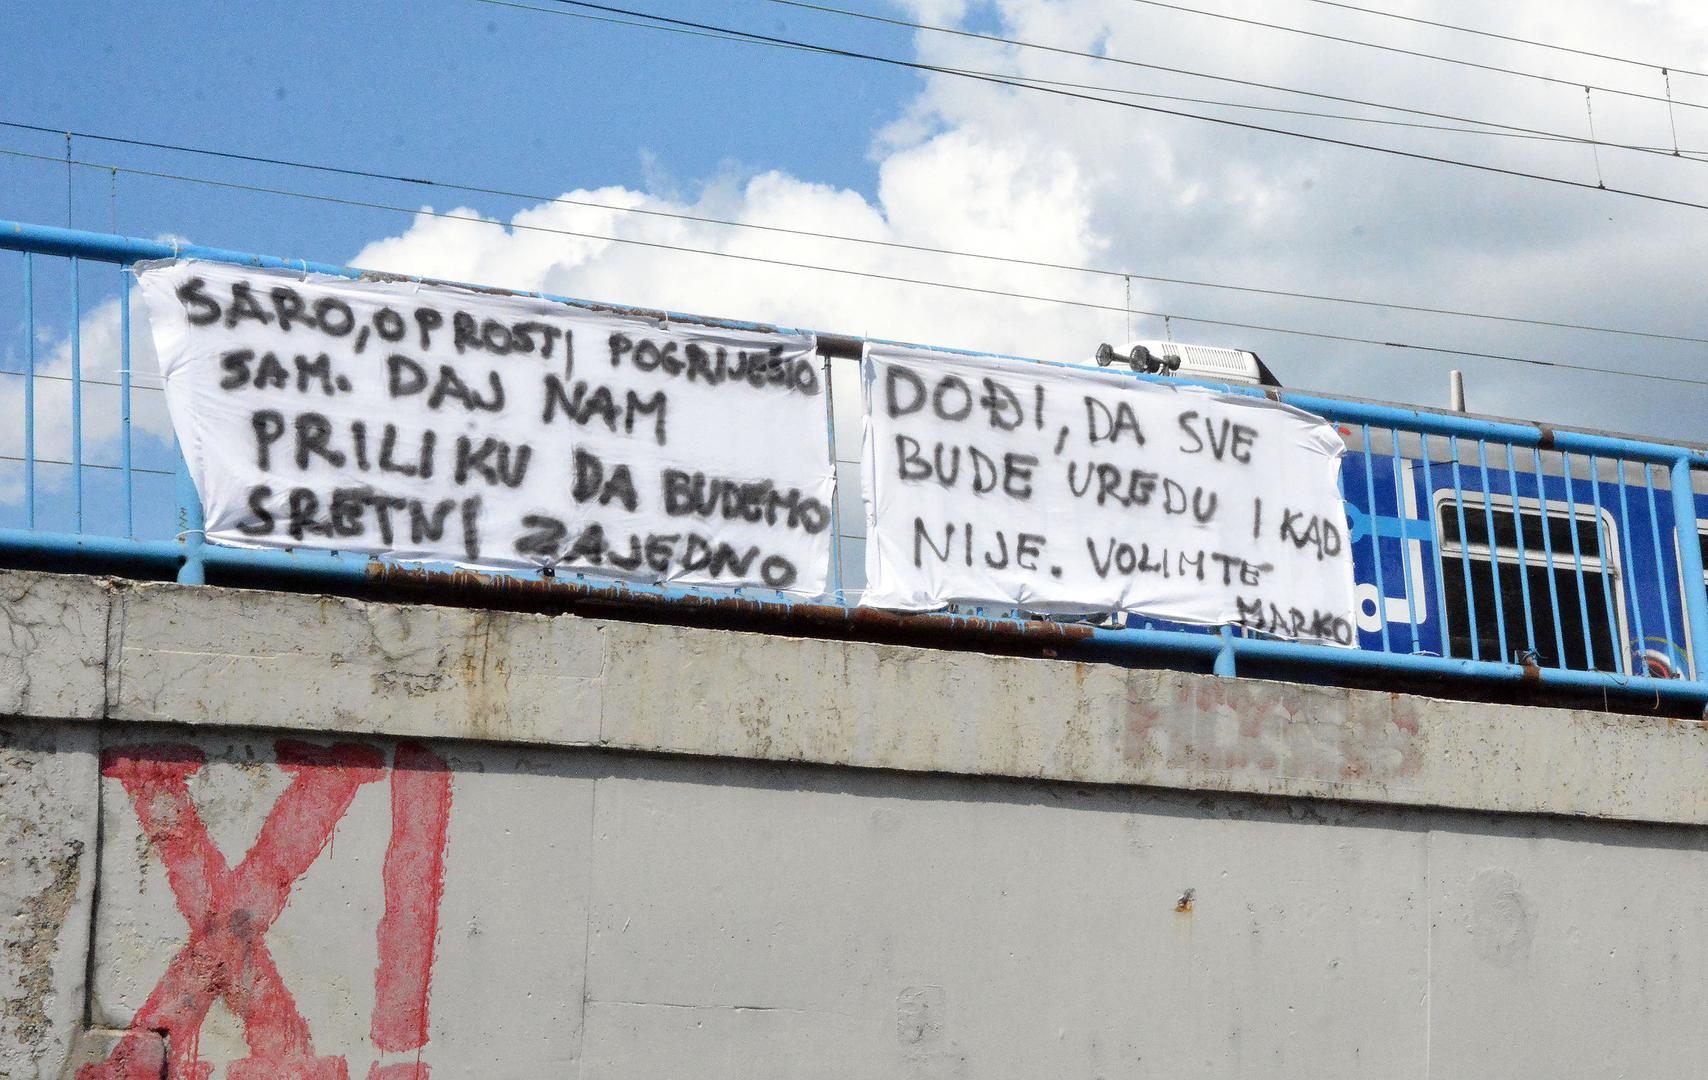 SARO, OPROSTI POGRIJEŠIO
SAM. DAJ NAM
PRILIKU DA BUDEMO
SRETNI ZAJEDNO
DOĐI, DA SVE
BUDE UREDU I KAD
NIJE. VOLIM TE
MARKO
XI